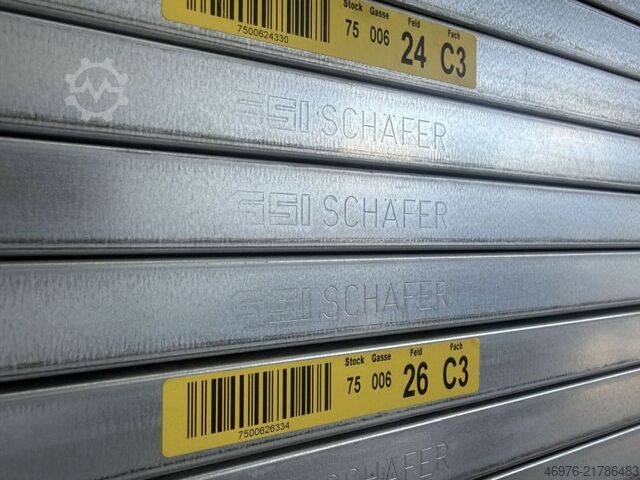 Stock Gasse Feld Fach
75 006 24 C3
7500624330
SSI SCHÄFER
SSI SCHÄFER
SSI SCHÄFER
Stock Gasse Feld Fach
75 006 26 C3
7500626334
SCHÄFER
46976-21786483